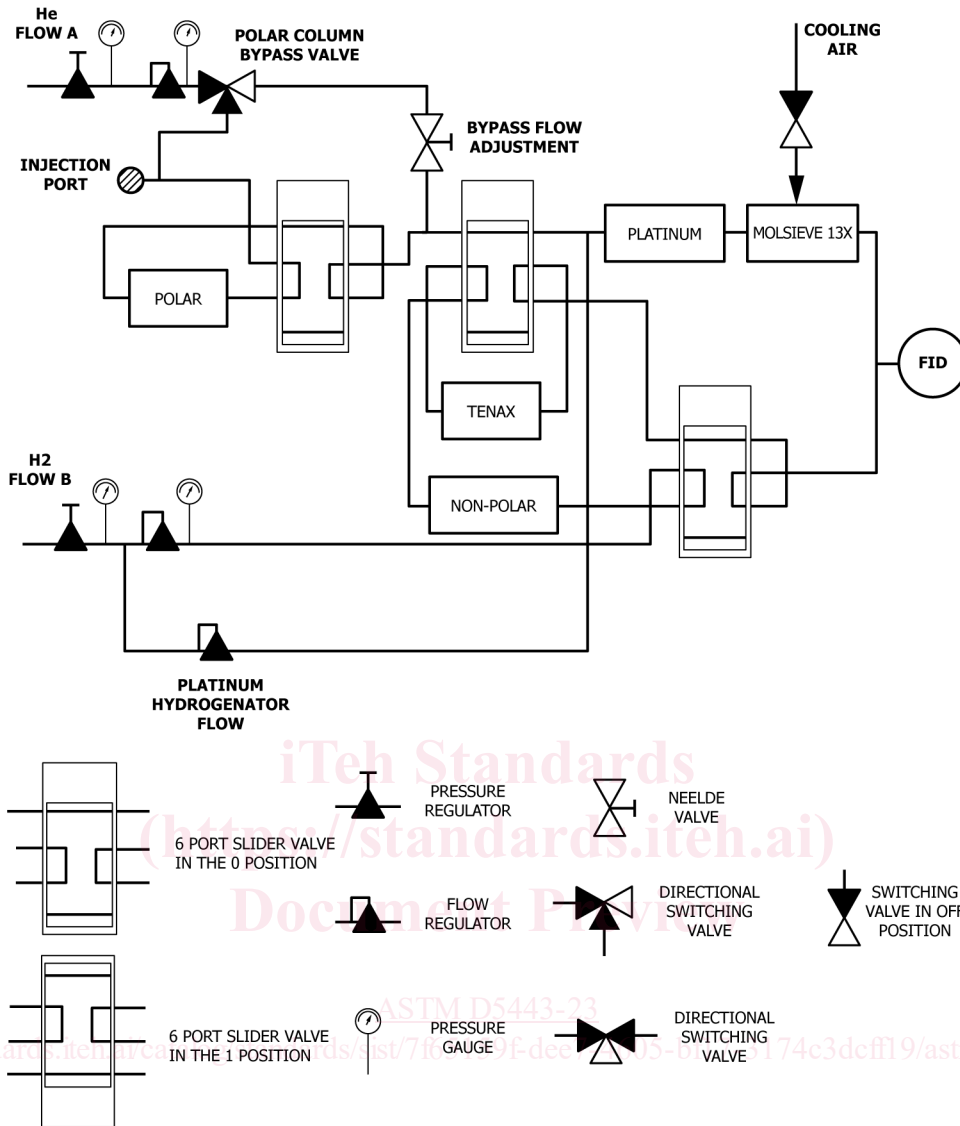 He
FLOW A
POLAR COLUMN
BYPASS VALVE
COOLING
AIR
BYPASS FLOW
ADJUSTMENT
INJECTION
PORT
PLATINUM
MOLSIEVE 13X
POLAR
FID
TENAX
H2
FLOW B
NON-POLAR
PLATINUM
HYDROGENATOR
FLOW
iTeh Standards
(https://standards.iteh.ai)
Document Preview
6 PORT SLIDER VALVE
IN THE 0 POSITION
PRESSURE
REGULATOR
NEELDE
VALVE
FLOW
REGULATOR
DIRECTIONAL
SWITCHING
VALVE
SWITCHING
VALVE IN OFF
POSITION
ASTM D5443-23
6 PORT SLIDER VALVE
IN THE 1 POSITION
PRESSURE
GAUGE
DIRECTIONAL
SWITCHING
VALVE